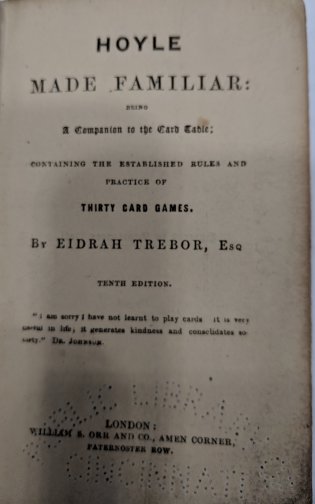 HOYLE
MADE FAMILIAR:
BEING
A Companion to the Card Table;
CONTAINING THE ESTABLISHED RULES AND
PRACTICE OF
THIRTY CARD GAMES.
BY EIDRAH TREBOR, ESQ
TENTH EDITION.
"I am sorry I have not learnt to play cards It is very
useful in life; it generates kindness and consolidates so-
ciety." DR. JOHNSON.
LONDON:
WILLIAM S. ORR AND CO., AMEN CORNER,
PATERNOSTER ROW.